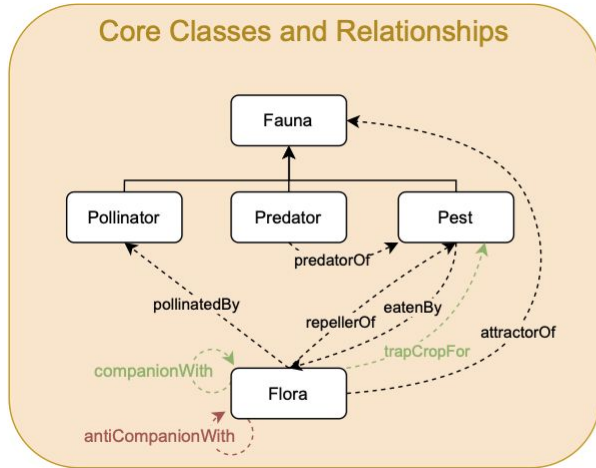 Core Classes and Relationships
Fauna
Pollinator
Predator
Pest
predatorOf
pollinatedBy
repellerOf
eatenBy
attractorOf
trapCropFor
companionWith
Flora
antiCompanionWith